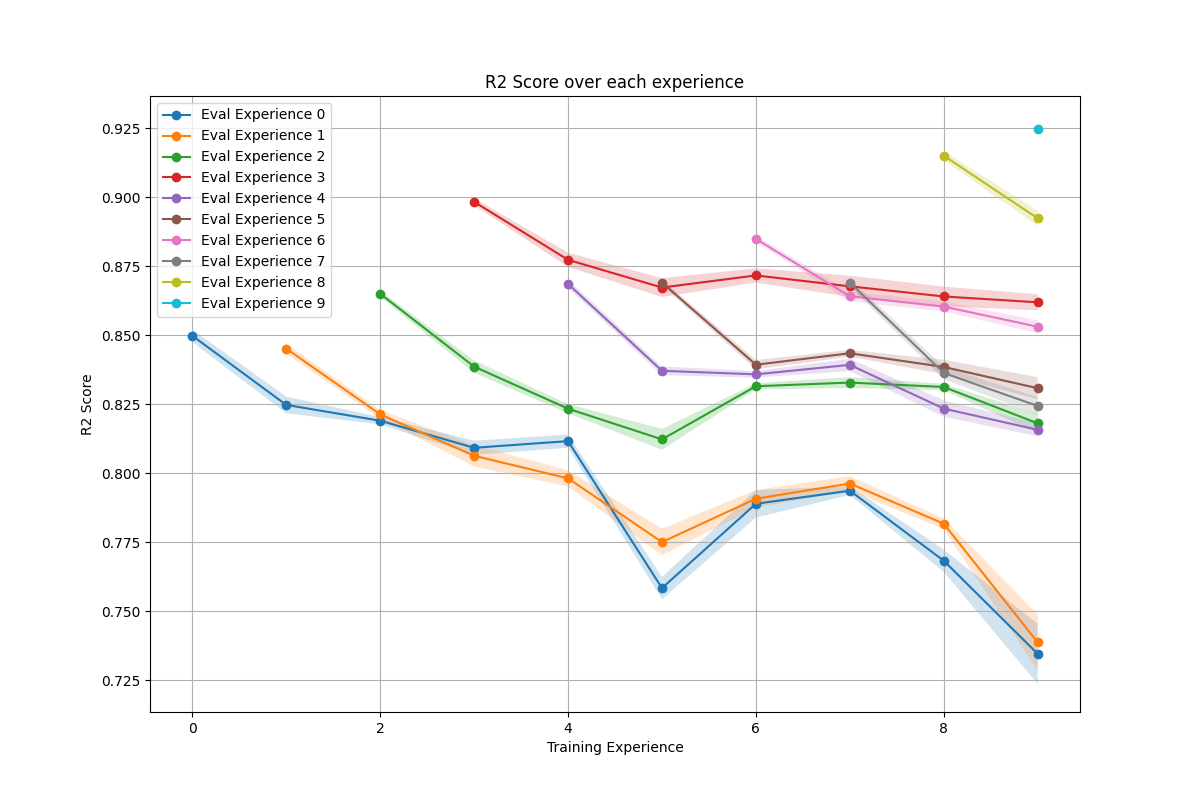 R2 Score over each experience
Eval Experience 0
Eval Experience 1
Eval Experience 2
Eval Experience 3
Eval Experience 4
Eval Experience 5
Eval Experience 6
Eval Experience 7
Eval Experience 8
Eval Experience 9
R2 Score
0.925
0.900
0.875
0.850
0.825
0.800
0.775
0.750
0.725
0
2
4
6
8
Training Experience